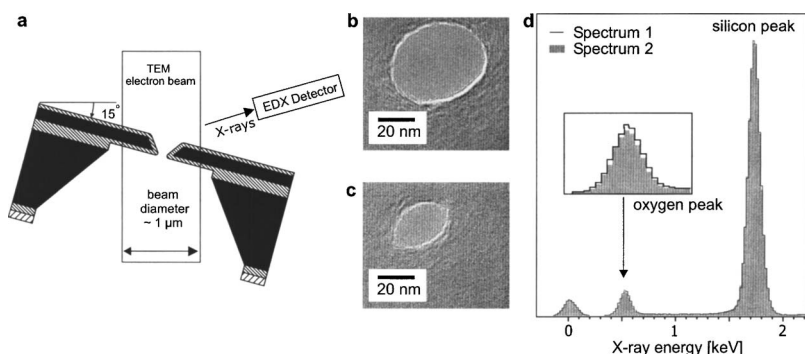 a
TEM
electron beam
15°
X-rays
EDX Detector
beam
diameter
~ 1 μm
b
20 nm
c
20 nm
d
Spectrum 1
Spectrum 2
silicon peak
oxygen peak
0
1
2
X-ray energy [keV]